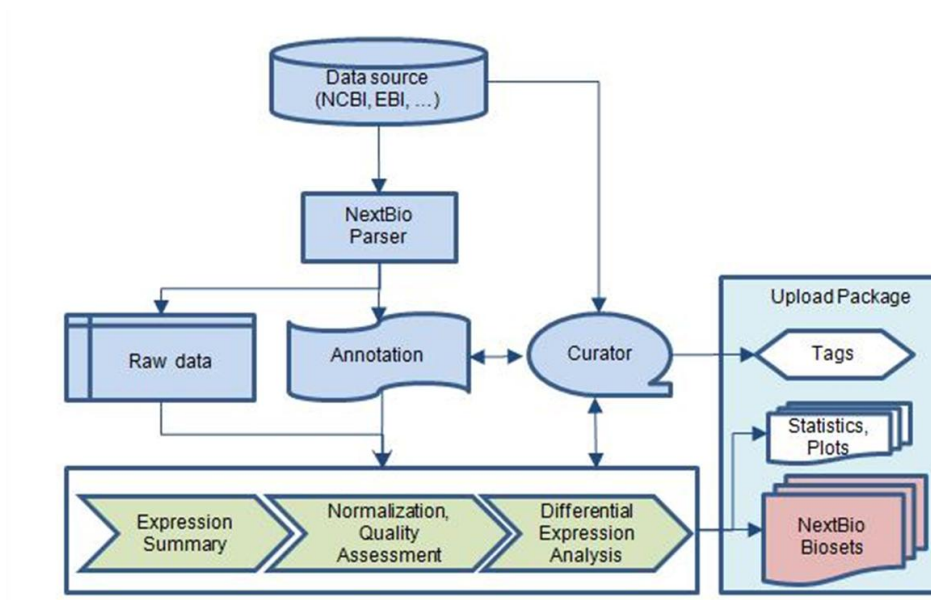 Data source
(NCBI, EBI, ...)
NextBio
Parser
Upload Package
Raw data
Annotation
Curator
Tags
Statistics,
Plots
Expression
Summary
Normalization,
Quality
Assessment
Differential
Expression
Analysis
NextBio
Biosets